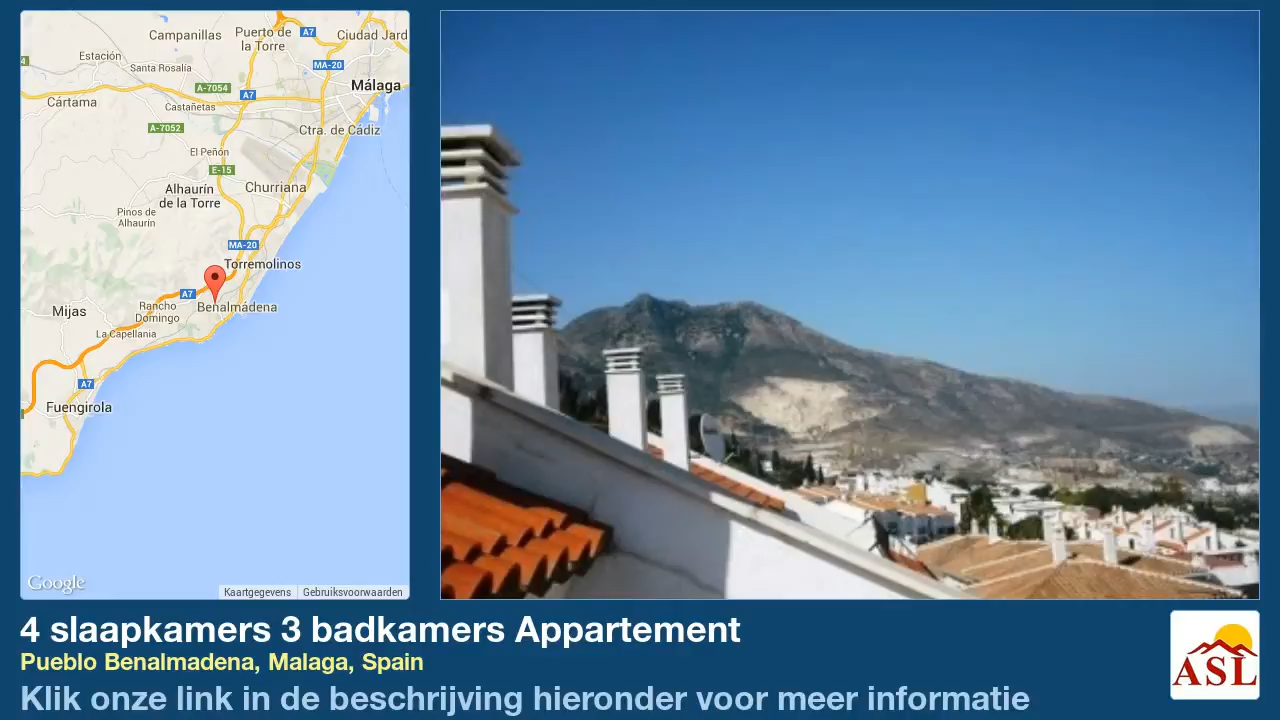 Campanillas
Puerto de
la Torre
A7
Ciudad Jard
Estación
Santa Rosalía
MA-20
4
A-7054
A7
Málaga
Cártama
Castañetas
A-7052
Ctra. de Cádiz
El Peñón
E-15
Alhaurín
de la Torre
Churriana
Pinos de
Alhaurín
MA-20
Torremolinos
A7
Mijas
Rancho
Domingo
Benalmádena
La Capellania
A7
Fuengirola
Google
Kaartgegevens
Gebruiksvoorwaarden
4 slaapkamers 3 badkamers Appartement
Pueblo Benalmadena, Malaga, Spain
Klik onze link in de beschrijving hieronder voor meer informatie
ASL